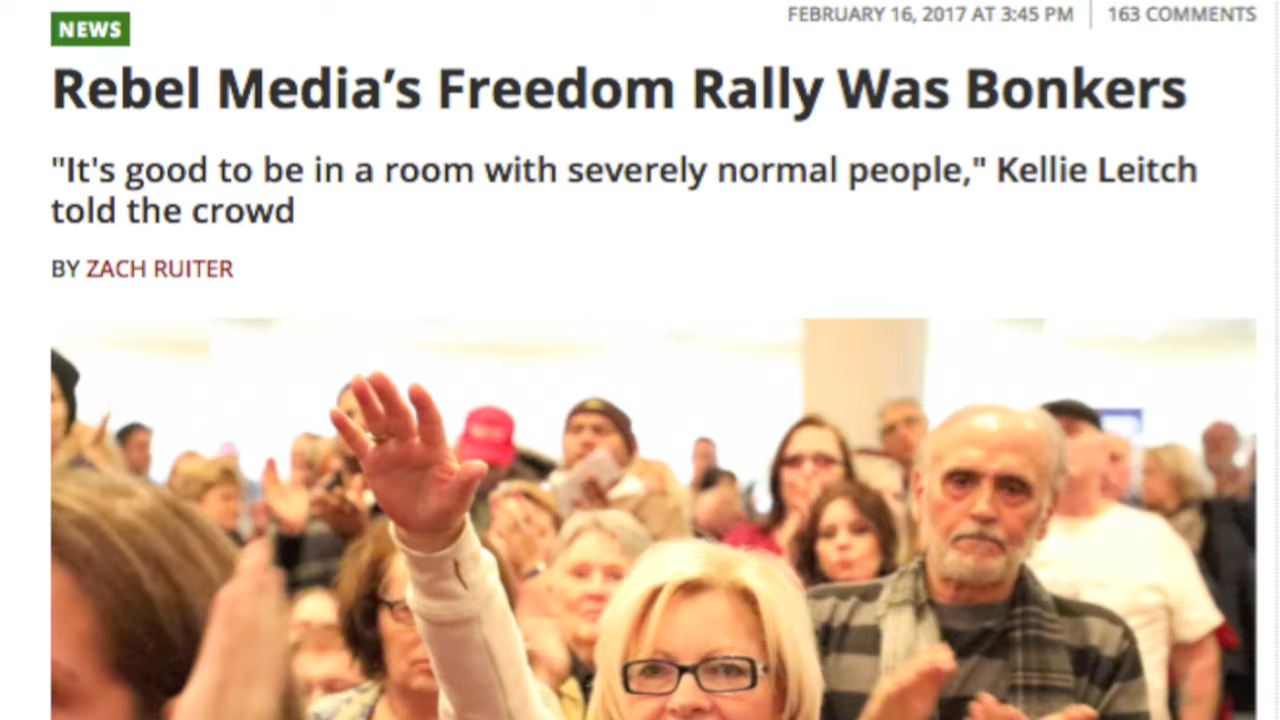 FEBRUARY 16, 2017 AT 3:45 PM | 163 COMMENTS
NEWS
Rebel Media’s Freedom Rally Was Bonkers
"It's good to be in a room with severely normal people," Kellie Leitch
told the crowd
BY ZACH RUITER